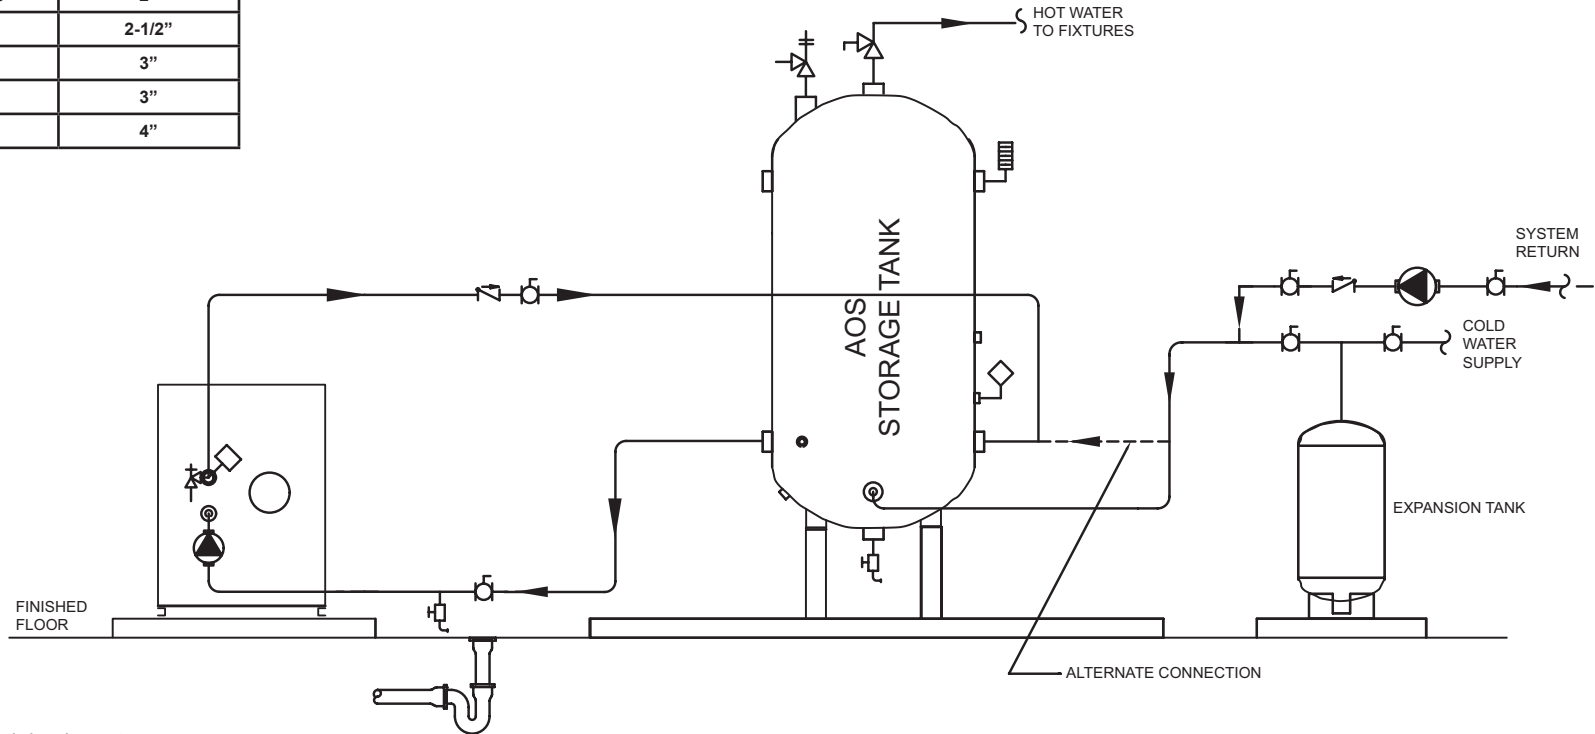 2-1/2”
3”
3”
4”
HOT WATER
TO FIXTURES
AOS
STORAGE TANK
SYSTEM
RETURN
COLD
WATER
SUPPLY
EXPANSION TANK
FINISHED
FLOOR
ALTERNATE CONNECTION